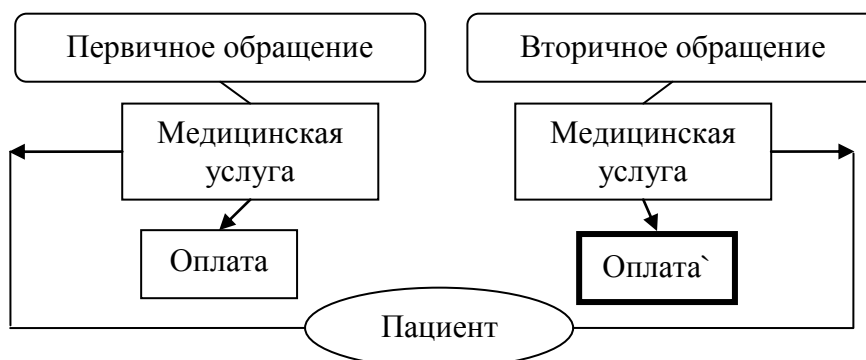 Первичное обращение
Вторичное обращение
Медицинская
услуга
Медицинская
услуга
Оплата
Оплата`
Пациент